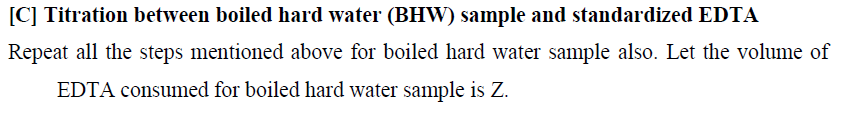 [C] Titration between boiled hard water (BHW) sample and standardized EDTA
Repeat all the steps mentioned above for boiled hard water sample also. Let the volume of
EDTA consumed for boiled hard water sample is Z.